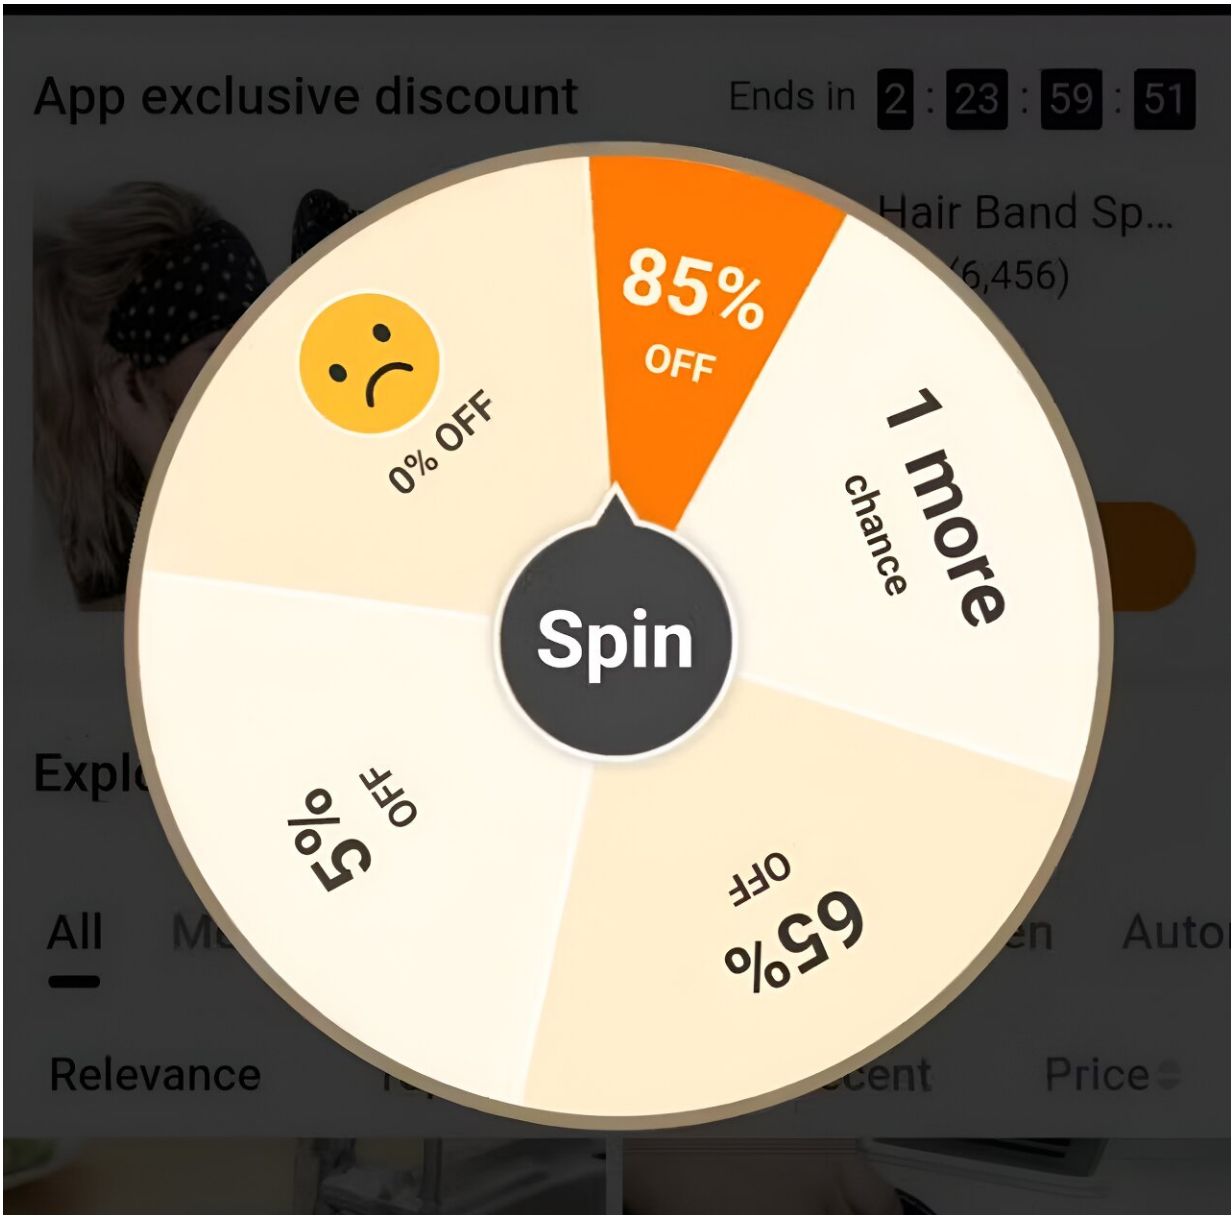 App exclusive discount
Ends in 2 : 23 : 59 : 51
Hair Band Sp...
(6,456)
85%
OFF
1 more
chance
0% OFF
Spin
5%
OFF
65%
OFF
All
Relevance
Price